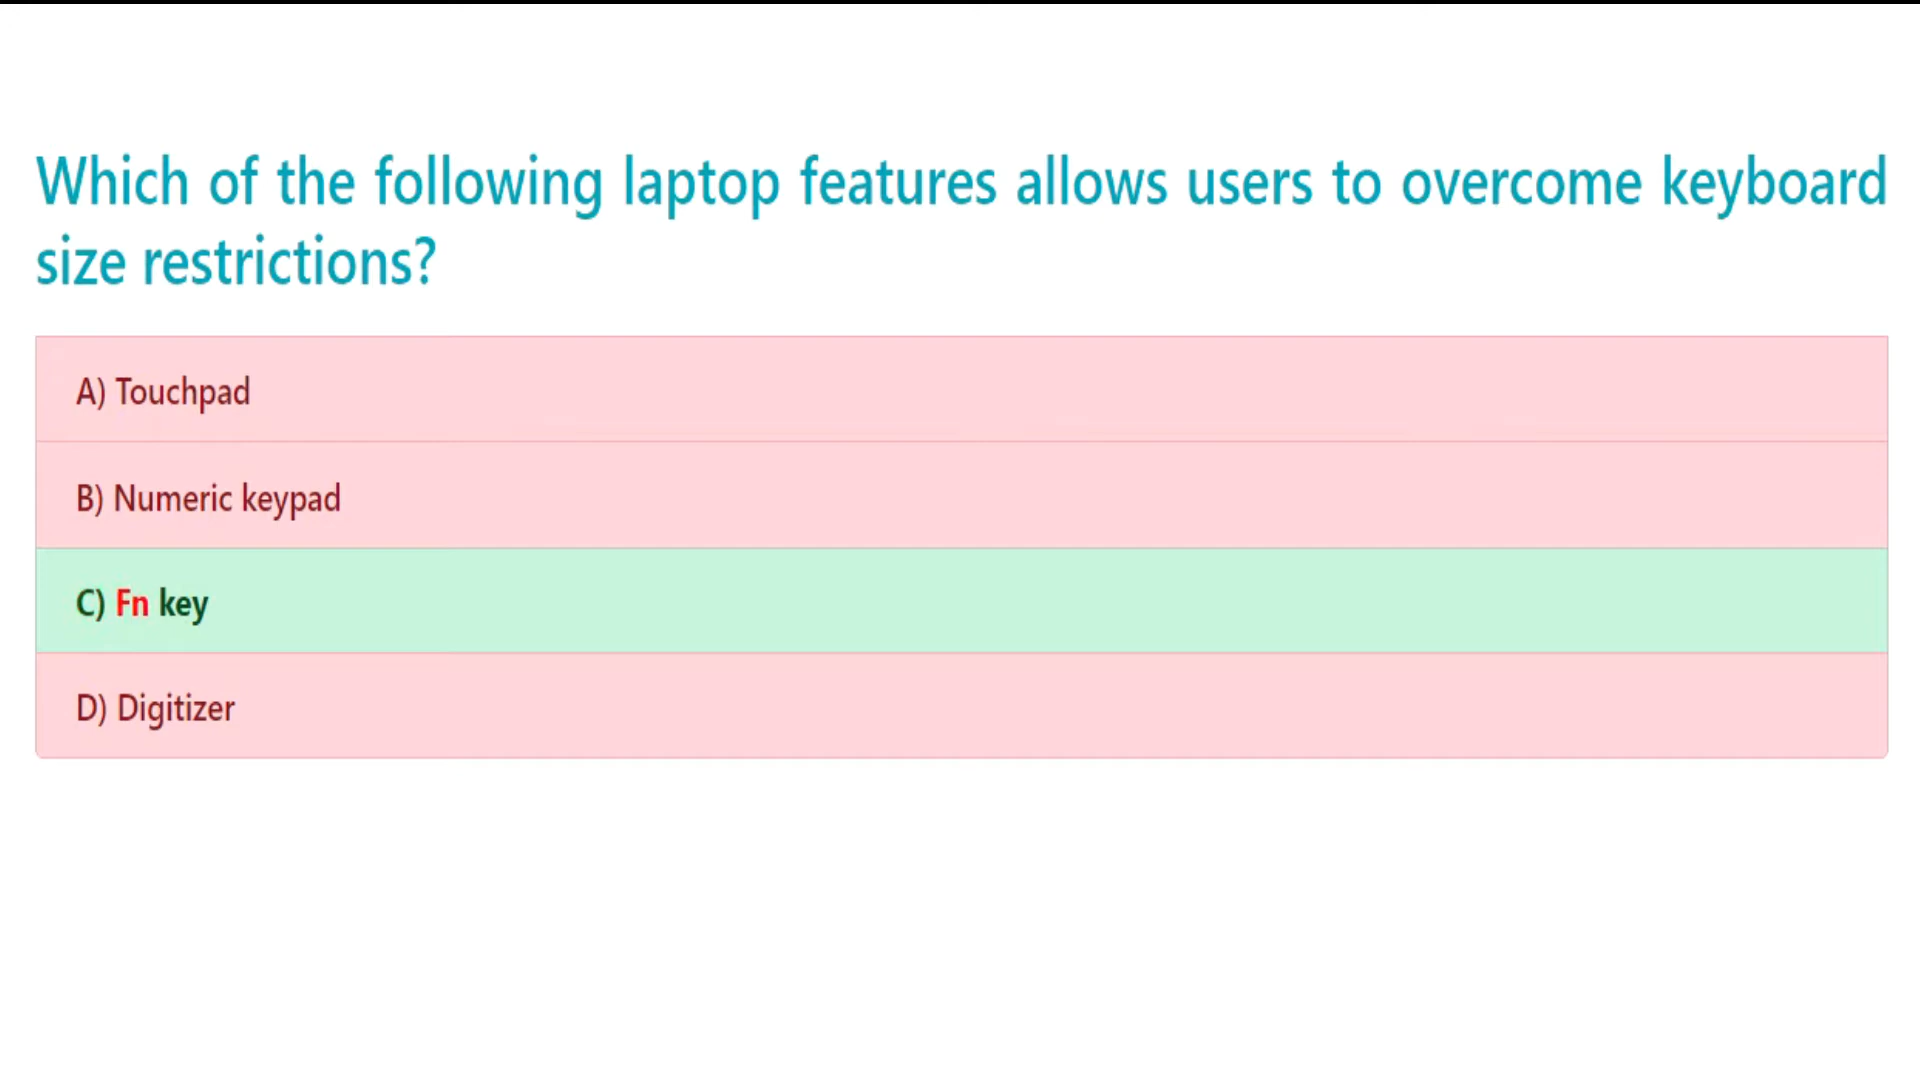 Which of the following laptop features allows users to overcome keyboard
size restrictions?
A) Touchpad
B) Numeric keypad
C) Fn key
D) Digitizer